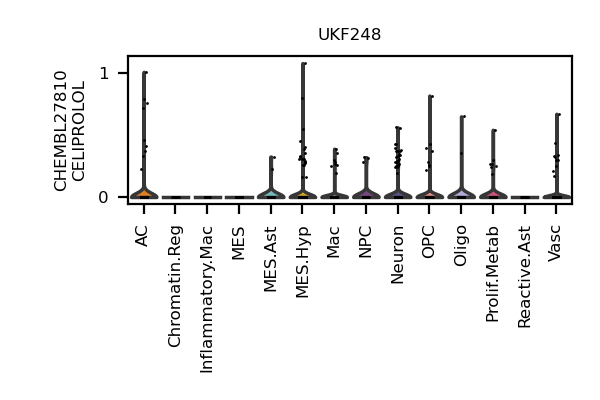 UKF248
CHEMBL27810
CELIPROLOL
1
0
AC
Chromatin.Reg
Inflammatory.Mac
MES
MES.Ast
MES.Hyp
Mac
NPC
Neuron
OPC
Oligo
Prolif.Metab
Reactive.Ast
Vasc